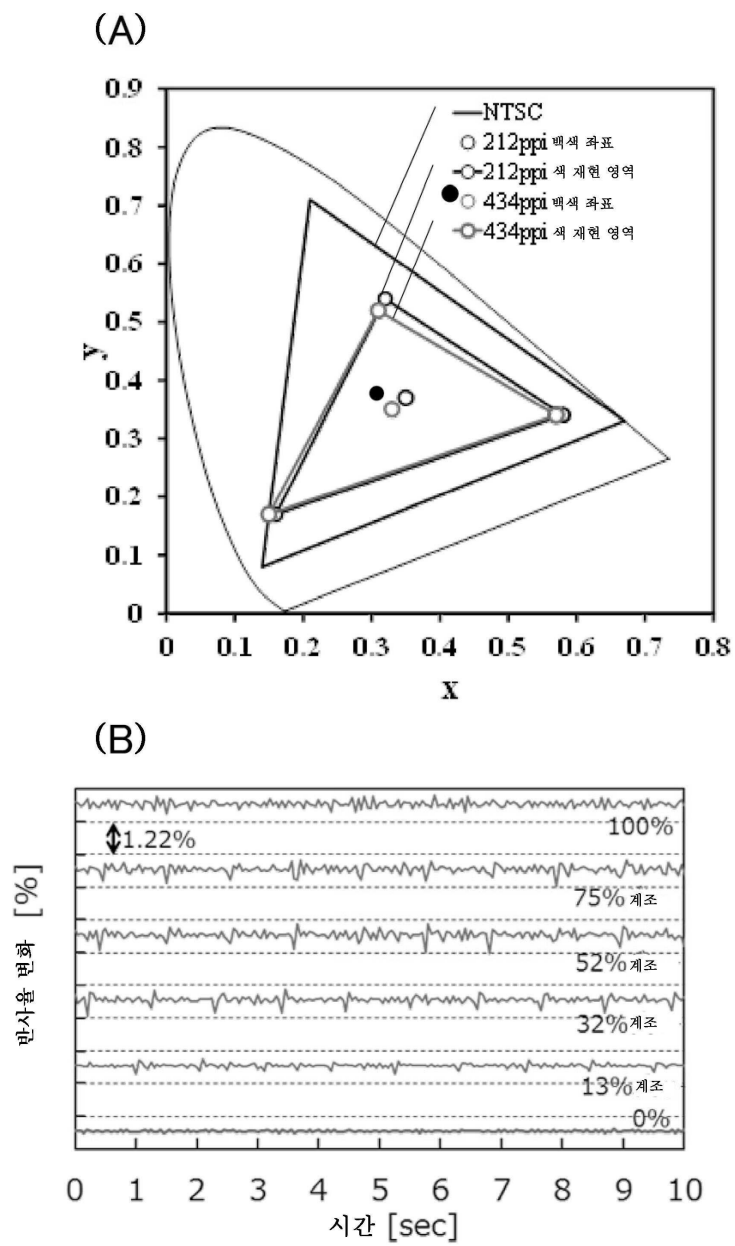 (A)
0.9
0.8
0.7
0.6
0.5
0.4
0.3
0.2
0.1
0
y
NTSC
212ppi 백색 좌표
212ppi 색 재현 영역
434ppi 백색 좌표
434ppi 색 재현 영역
0 0.1 0.2 0.3 0.4 0.5 0.6 0.7 0.8
x
(B)
반사율 변화 [%]
1.22%
100%
75% 계조
52% 계조
32% 계조
13% 계조
0%
0 1 2 3 4 5 6 7 8 9 10
시간 [sec]